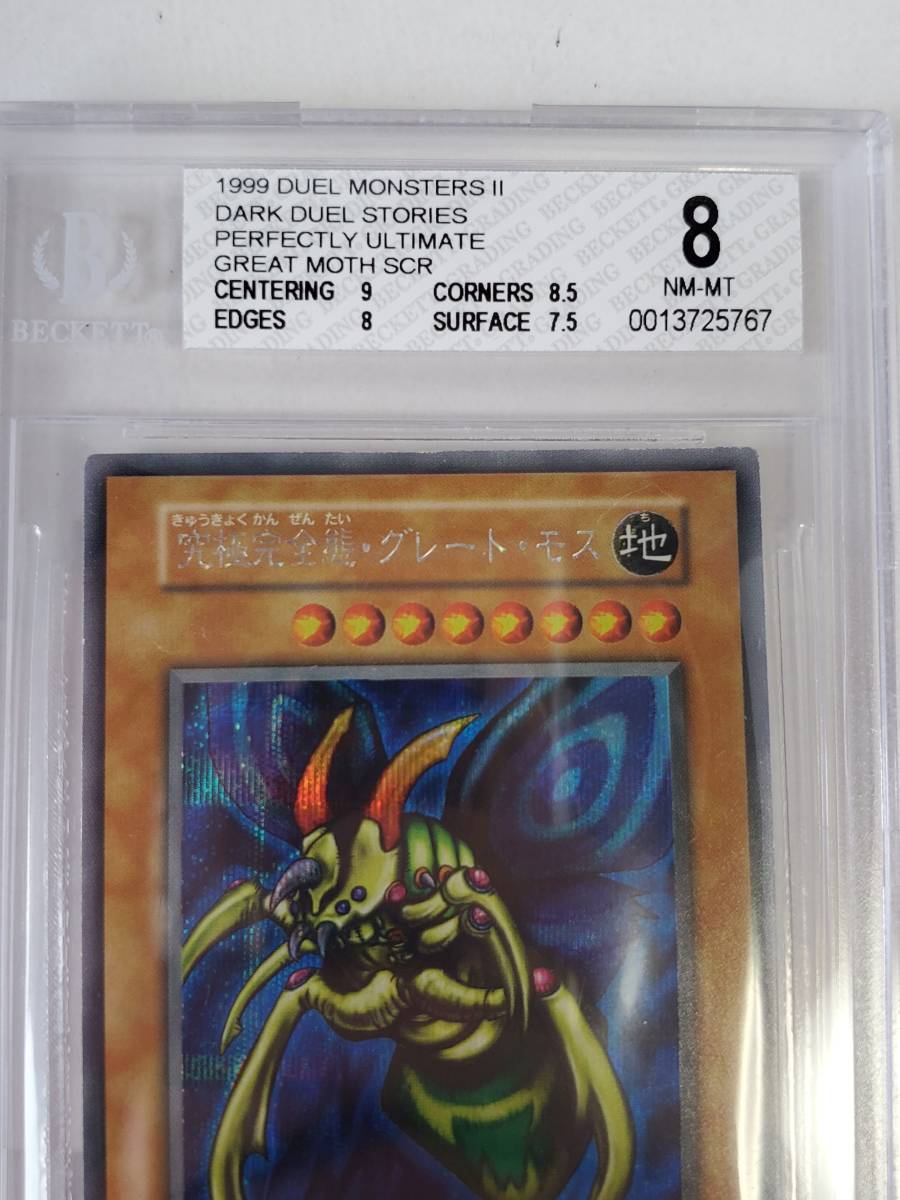 1999 DUEL MONSTERS II
DARK DUEL STORIES
PERFECTLY ULTIMATE
GREAT MOTH SCR
CENTERING 9 CORNERS 8.5
EDGES 8 SURFACE 7.5
8
NM-MT
0013725767
B
BECKETT®
きゅうきょくかんぜんたい
究極完全態・グレート・モス
ち
地